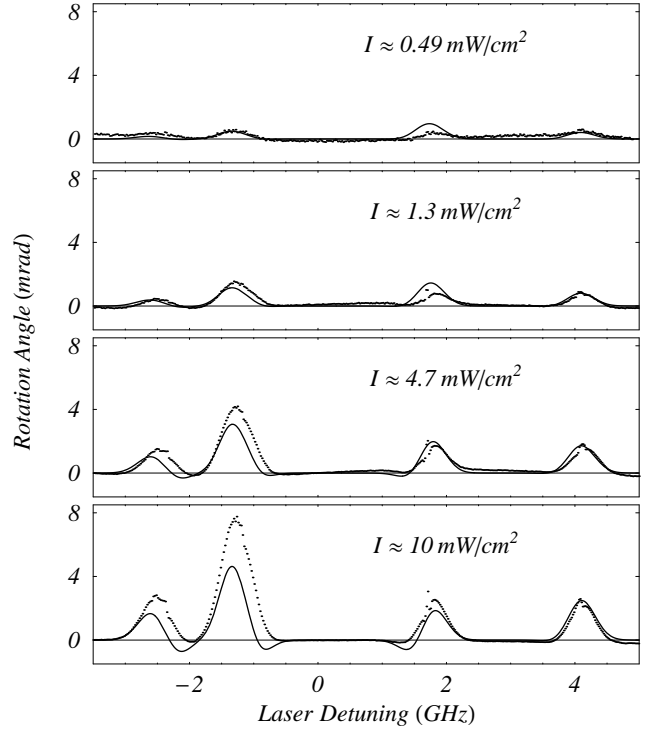 8
4
0
I ≈ 0.49 mW/cm²
8
4
0
I ≈ 1.3 mW/cm²
8
4
0
I ≈ 4.7 mW/cm²
8
4
0
I ≈ 10 mW/cm²
−2 0 2 4
Laser Detuning (GHz)
Rotation Angle (mrad)